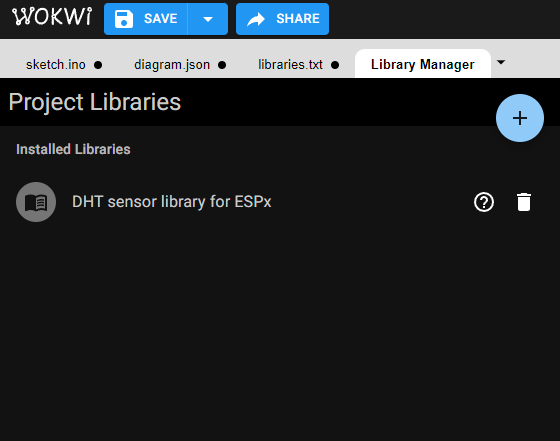 WOKWI SAVE SHARE
sketch.ino diagram.json libraries.txt Library Manager
Project Libraries
Installed Libraries
DHT sensor library for ESPx